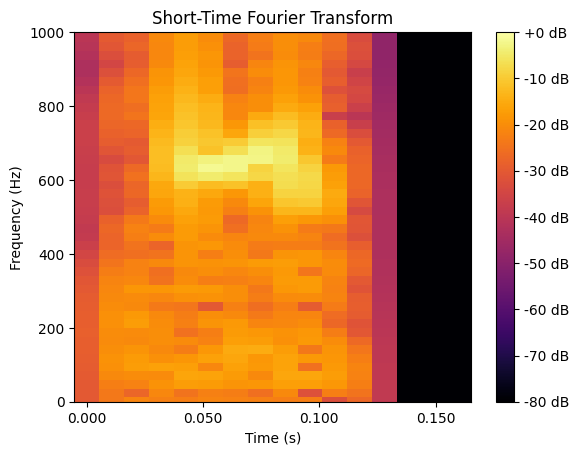 Short-Time Fourier Transform
1000
800
600
400
200
0
Frequency (Hz)
0.000
0.050
0.100
0.150
Time (s)
+0 dB
-10 dB
-20 dB
-30 dB
-40 dB
-50 dB
-60 dB
-70 dB
-80 dB